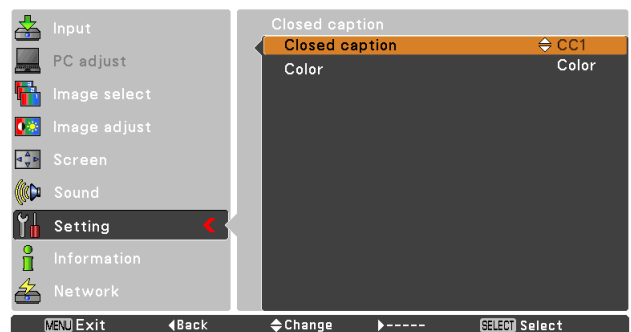 Input
PC adjust
Image select
Image adjust
Screen
Sound
Setting
Information
Network
Closed caption
Closed caption CC1
Color Color
MENU Exit Back Change ----- SELECT Select